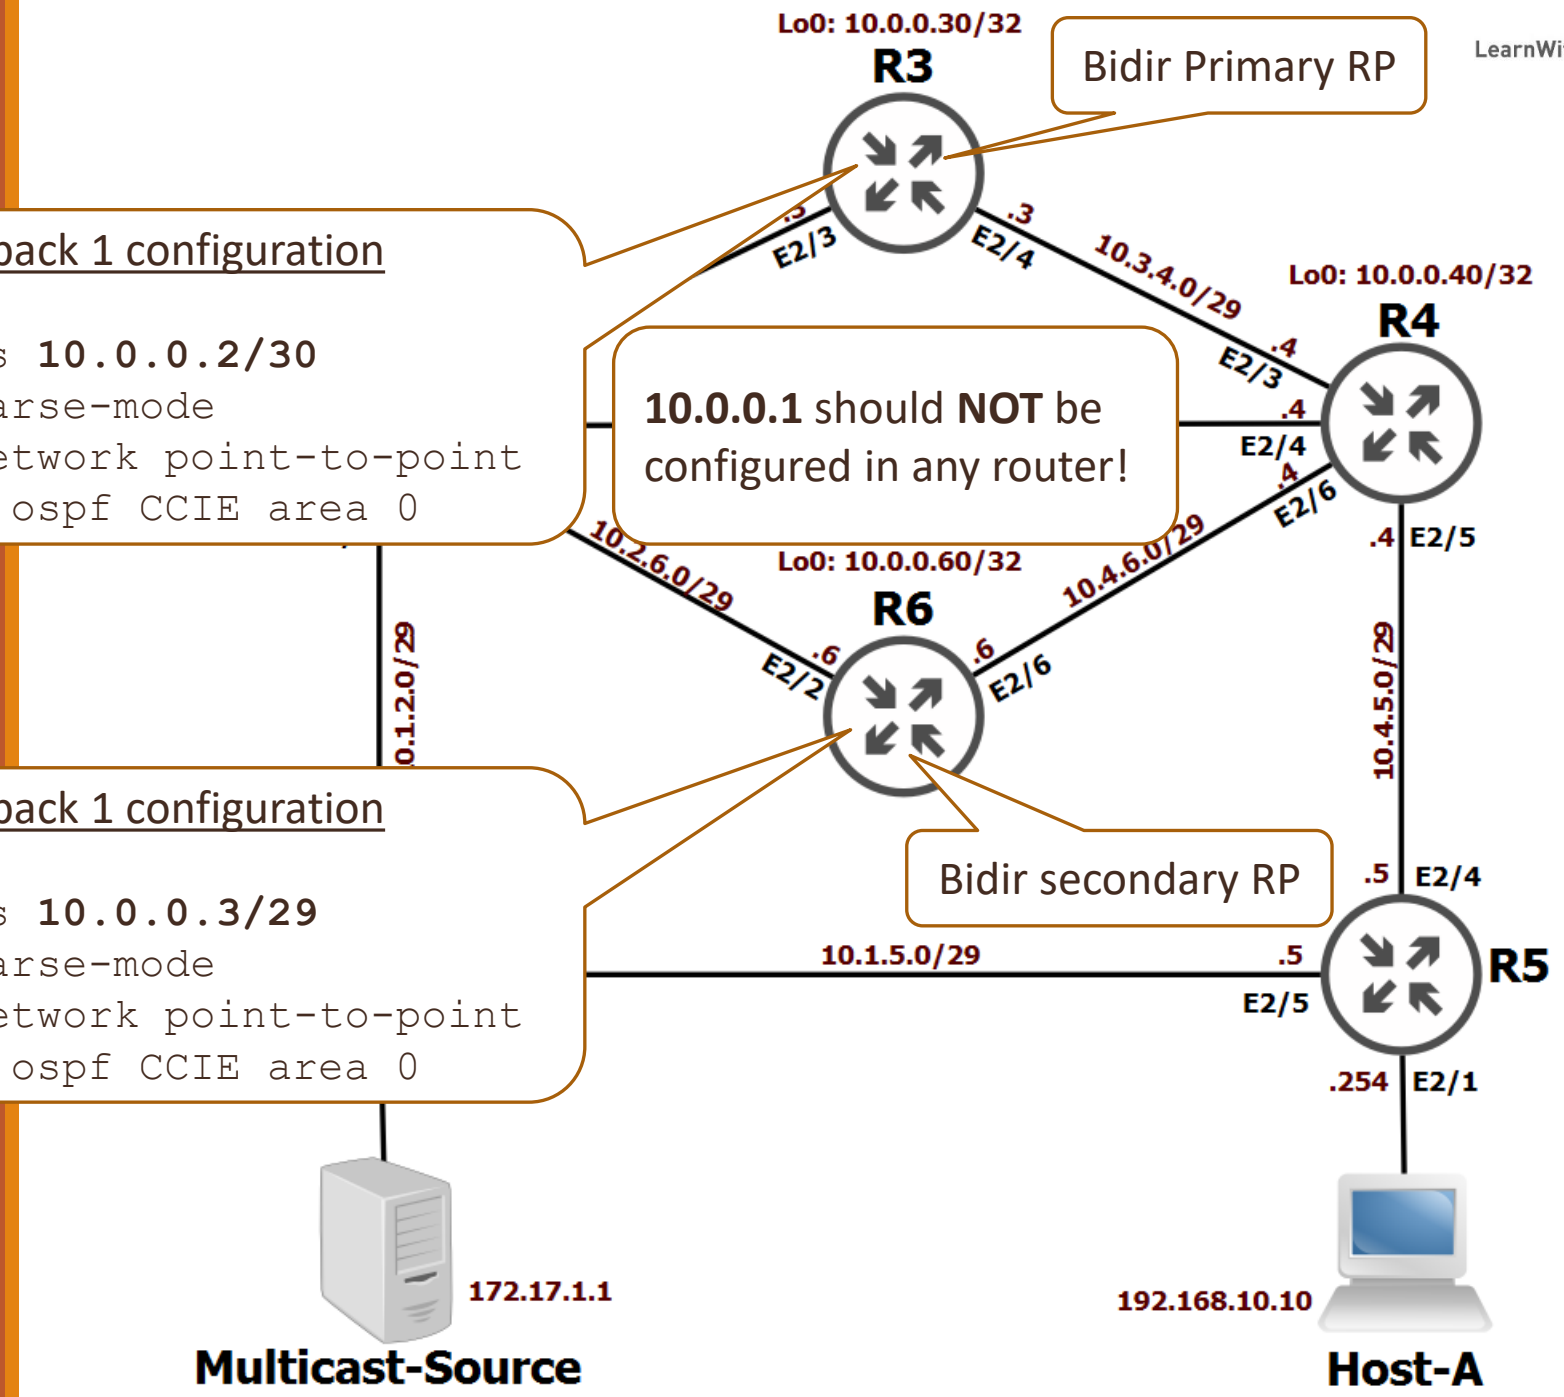 Lo0: 10.0.0.30/32
R3
Bidir Primary RP
LearnWi
back 1 configuration
s 10.0.0.2/30
arse-mode
etwork point-to-point
ospf CCIE area 0
E2/3
.3
E2/4
10.3.4.0/29
Lo0: 10.0.0.40/32
R4
.4
E2/3
.4
E2/4
.4
E2/6
10.0.0.1 should NOT be
configured in any router!
10.2.6.0/29
Lo0: 10.0.0.60/32
R6
10.4.6.0/29
.4
E2/5
.6
E2/2
.6
E2/6
0.1.2.0/29
10.4.5.0/29
back 1 configuration
s 10.0.0.3/29
arse-mode
etwork point-to-point
ospf CCIE area 0
Bidir secondary RP
.5
E2/4
10.1.5.0/29
.5
E2/5
R5
.254
E2/1
172.17.1.1
Multicast-Source
192.168.10.10
Host-A